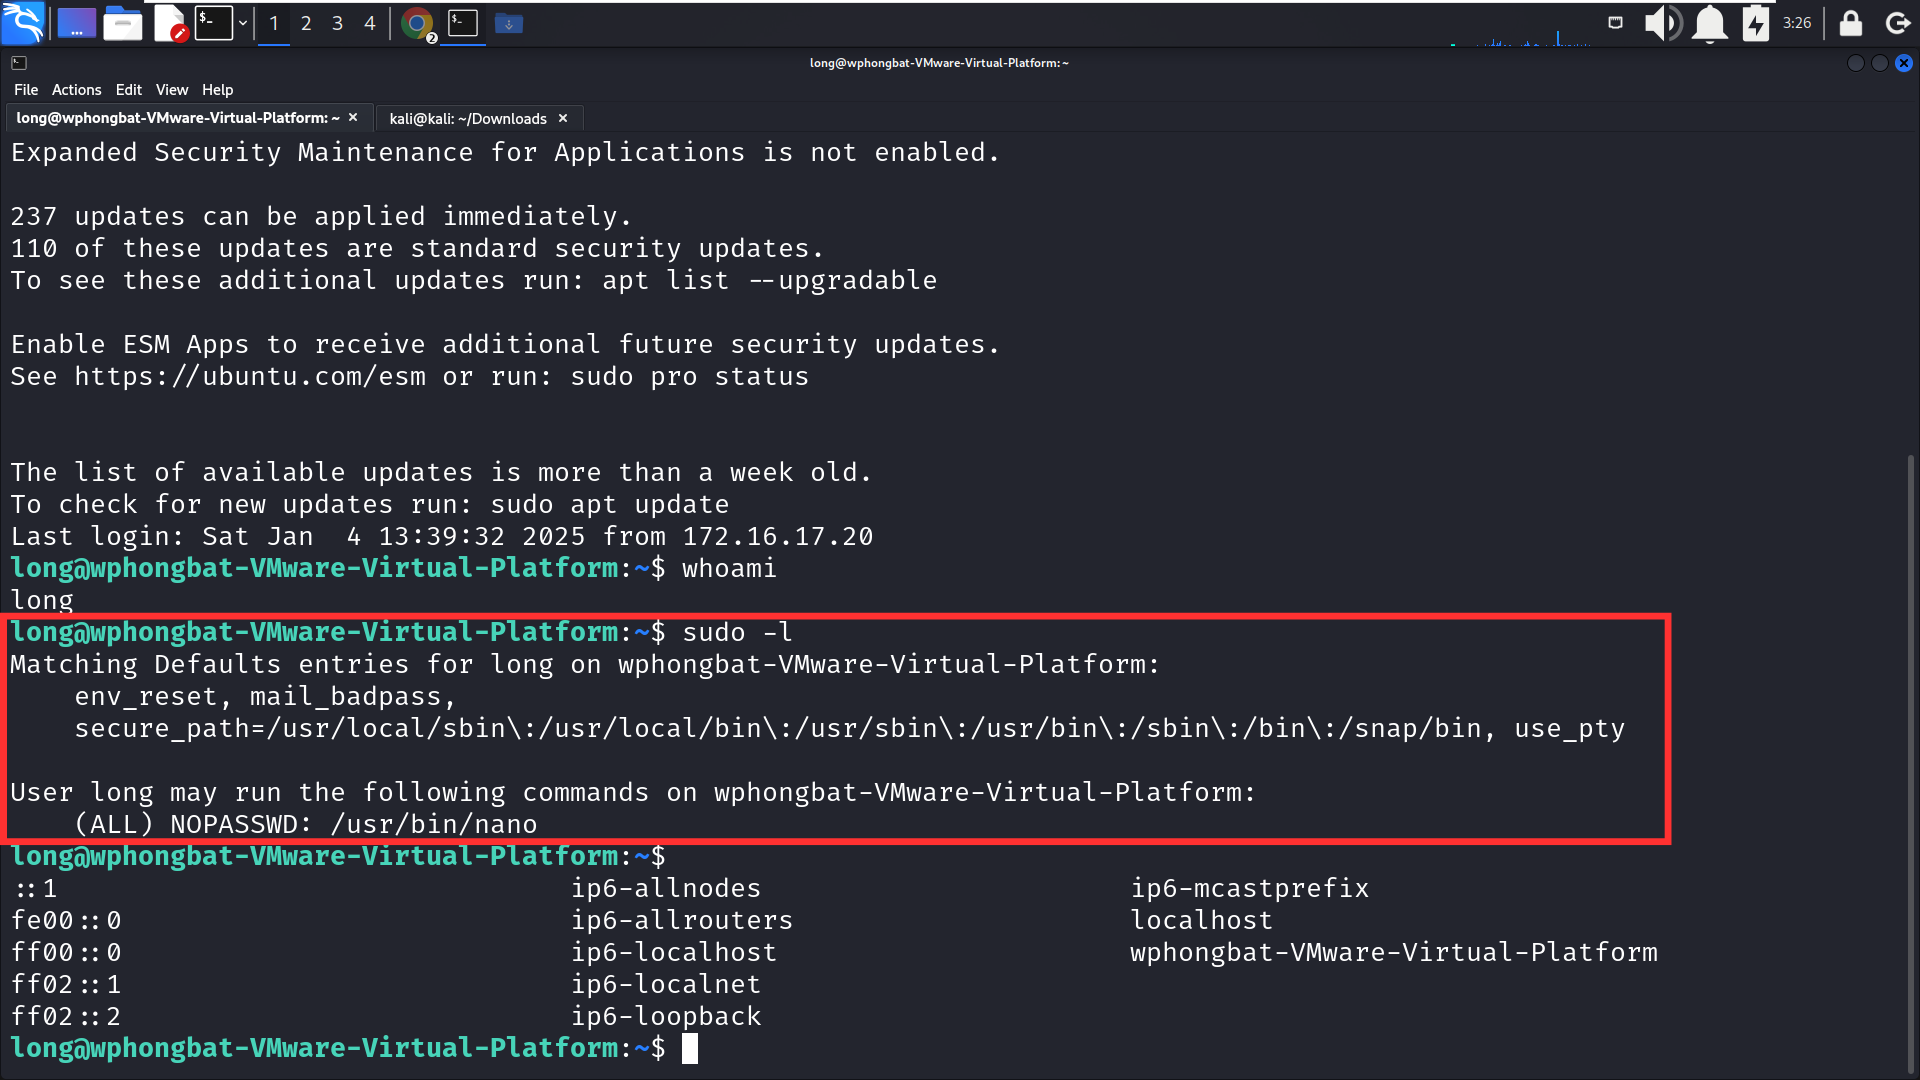 1 2 3 4
2
3:26
long@wphongbat-VMware-Virtual-Platform: ~
File Actions Edit View Help
long@wphongbat-VMware-Virtual-Platform: ~ × kali@kali: ~/Downloads ×
Expanded Security Maintenance for Applications is not enabled.
237 updates can be applied immediately.
110 of these updates are standard security updates.
To see these additional updates run: apt list --upgradable
Enable ESM Apps to receive additional future security updates.
See https://ubuntu.com/esm or run: sudo pro status
The list of available updates is more than a week old.
To check for new updates run: sudo apt update
Last login: Sat Jan  4 13:39:32 2025 from 172.16.17.20
long@wphongbat-VMware-Virtual-Platform:~$ whoami
long
long@wphongbat-VMware-Virtual-Platform:~$ sudo -l
Matching Defaults entries for long on wphongbat-VMware-Virtual-Platform:
    env_reset, mail_badpass,
    secure_path=/usr/local/sbin\:/usr/local/bin\:/usr/sbin\:/usr/bin\:/sbin\:/bin\:/snap/bin, use_pty
User long may run the following commands on wphongbat-VMware-Virtual-Platform:
    (ALL) NOPASSWD: /usr/bin/nano
long@wphongbat-VMware-Virtual-Platform:~$
::1 ip6-allnodes ip6-mcastprefix
fe00::0 ip6-allrouters localhost
ff00::0 ip6-localhost wphongbat-VMware-Virtual-Platform
ff02::1 ip6-localnet
ff02::2 ip6-loopback
long@wphongbat-VMware-Virtual-Platform:~$